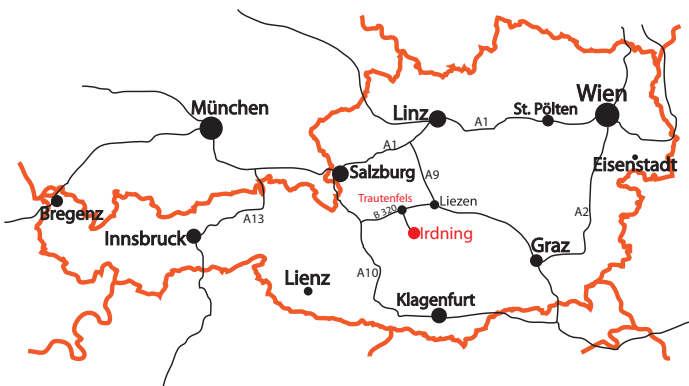 Wien
München
Linz
St. Pölten
A1
A1
Eisenstadt
Salzburg
A9
Trautenfels
Liezen
Bregenz
B 320
A13
A2
Innsbruck
Irdning
Graz
A10
Lienz
Klagenfurt